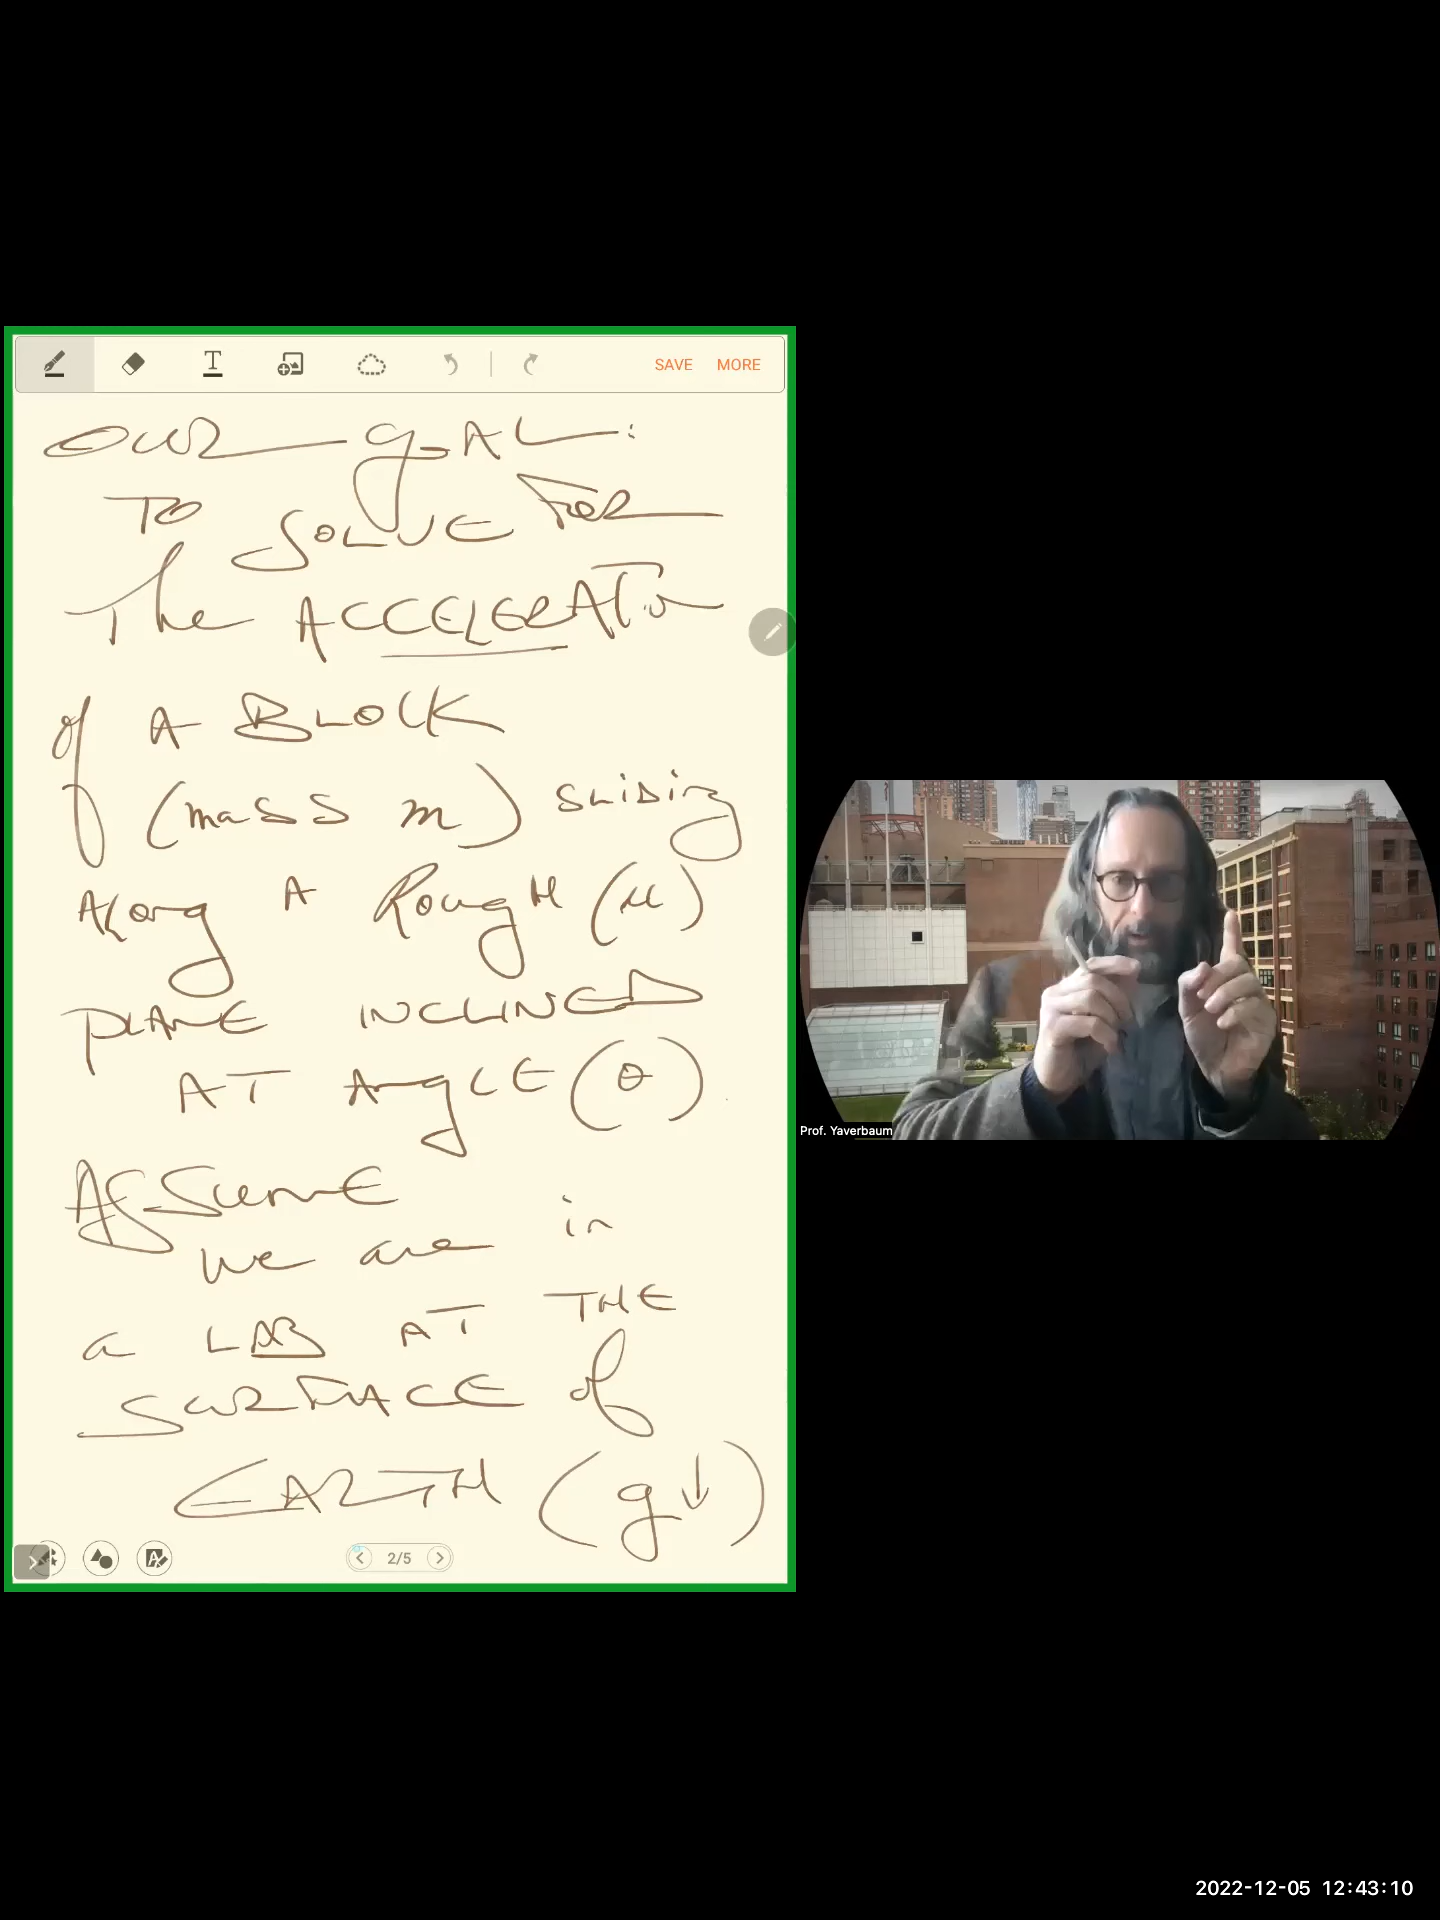 SAVE MORE
OUR gOAL:
TO SOLVE FOR
The ACCELERATION
of A BLOCK
(mass m) SLIDING
ALong A Rough (μ)
PLANE INCLINED
AT AngLE (θ)
ASSUME
we are in
a LAB AT THE
SURFACE of
EARTH (g↓)
2/5
Prof. Yaverbaum
2022-12-05 12:43:10